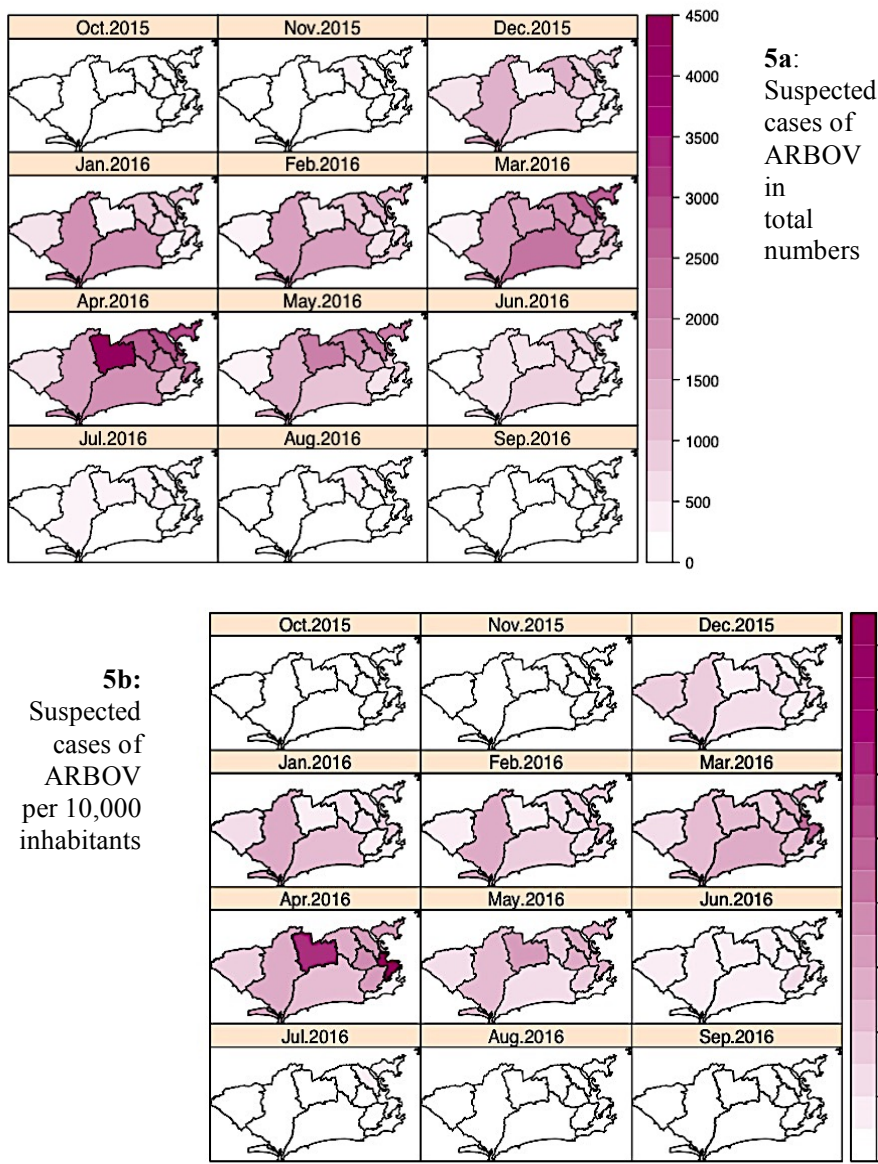 Oct.2015
Nov.2015
Dec.2015
Jan.2016
Feb.2016
Mar.2016
Apr.2016
May.2016
Jun.2016
Jul.2016
Aug.2016
Sep.2016
4500
4000
3500
3000
2500
2000
1500
1000
500
0
5a:
Suspected
cases of
ARBOV
in
total
numbers
5b:
Suspected
cases of
ARBOV
per 10,000
inhabitants
Oct.2015
Nov.2015
Dec.2015
Jan.2016
Feb.2016
Mar.2016
Apr.2016
May.2016
Jun.2016
Jul.2016
Aug.2016
Sep.2016